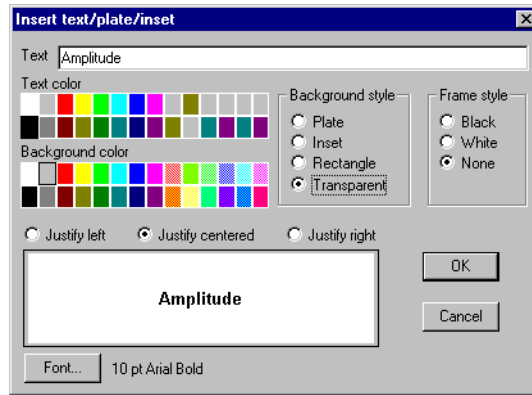 Insert text/plate/inset
Text Amplitude
Text color
Background style
Frame style
Plate
Black
Inset
White
Background color
Rectangle
None
Transparent
Justify left
Justify centered
Justify right
OK
Amplitude
Cancel
Font...
10 pt Arial Bold